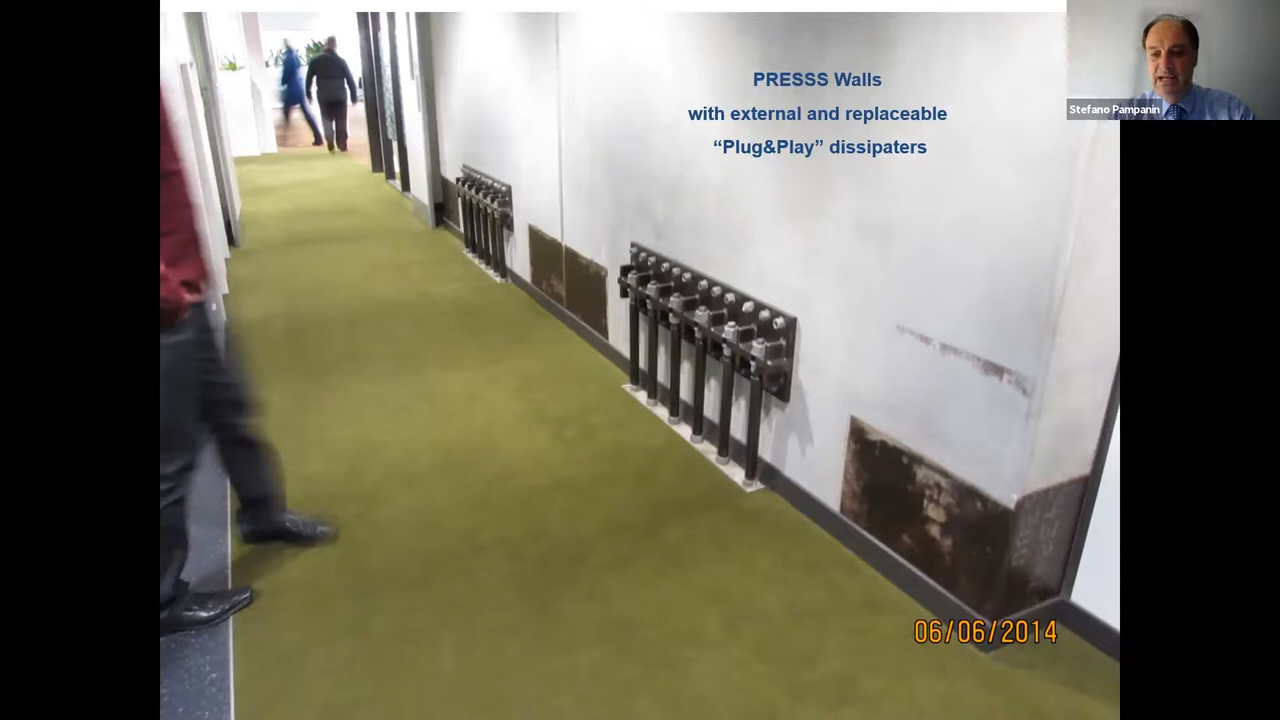 PRESSS Walls
with external and replaceable
“Plug&Play” dissipaters
Stefano Pampanin
06/06/2014